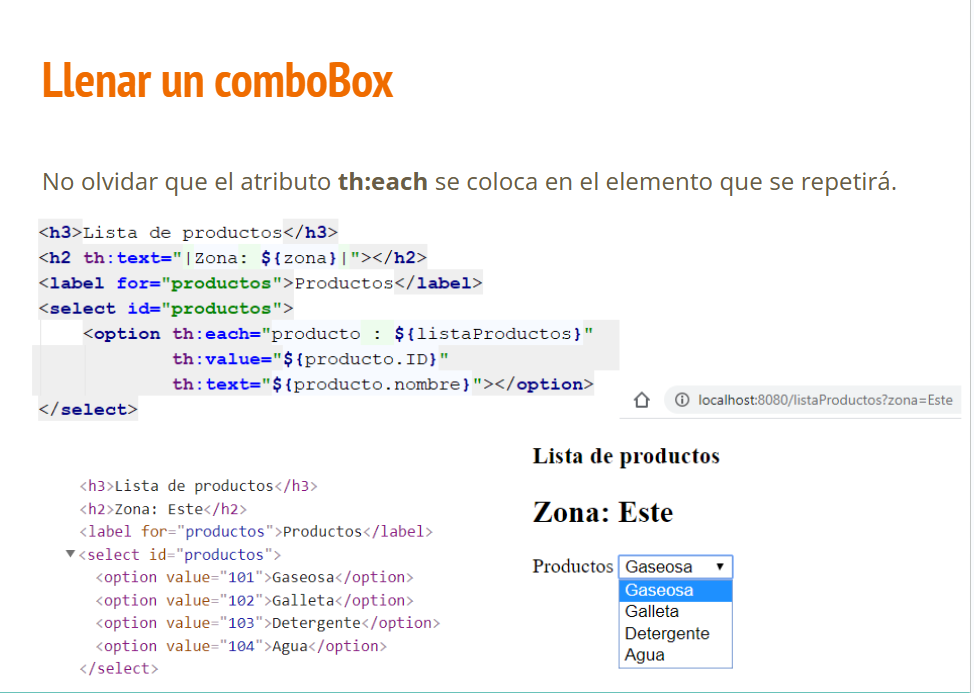 Llenar un comboBox
No olvidar que el atributo th:each se coloca en el elemento que se repetirá.
<h3>Lista de productos</h3>
<h2 th:text="|Zona: ${zona}|"></h2>
<label for="productos">Productos</label>
<select id="productos">
<option th:each="producto : ${listaProductos}"
th:value="${producto.ID}"
th:text="${producto.nombre}"></option>
</select>
localhost:8080/listaProductos?zona=Este
<h3>Lista de productos</h3>
<h2>Zona: Este</h2>
<label for="productos">Productos</label>
<select id="productos">
<option value="101">Gaseosa</option>
<option value="102">Galleta</option>
<option value="103">Detergente</option>
<option value="104">Agua</option>
</select>
Lista de productos
Zona: Este
Productos Gaseosa
Gaseosa
Galleta
Detergente
Agua